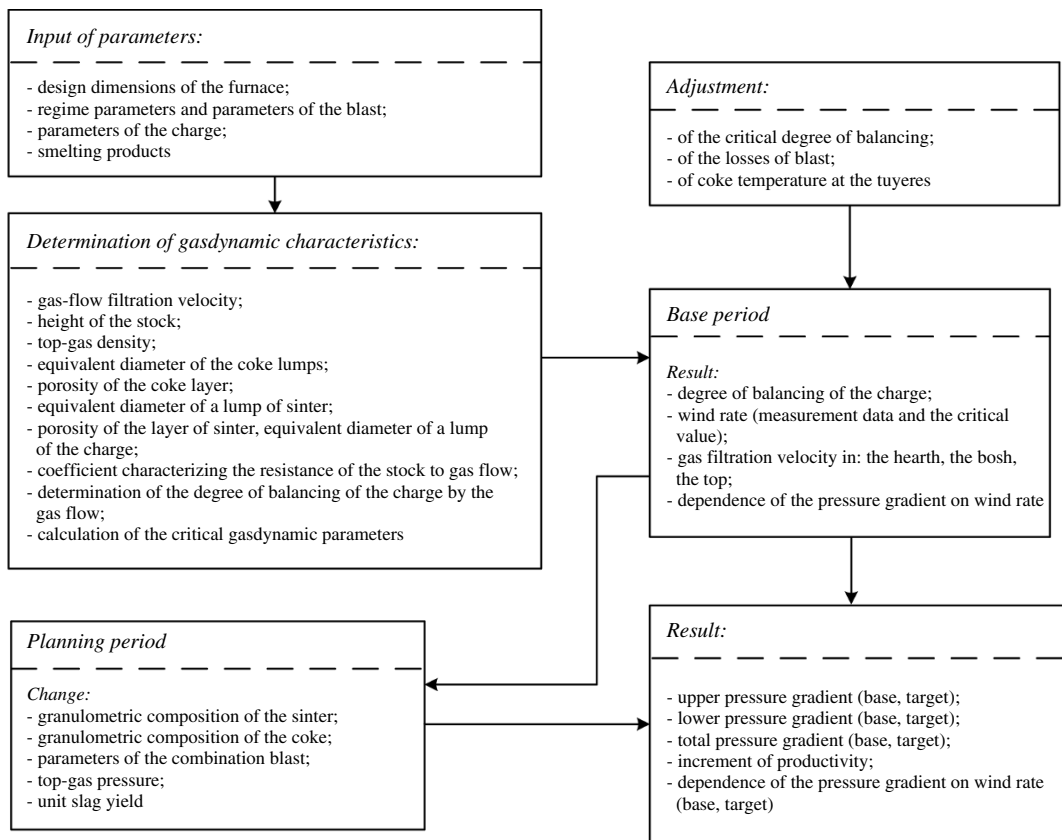 Input of parameters:
- design dimensions of the furnace;
- regime parameters and parameters of the blast;
- parameters of the charge;
- smelting products
Adjustment:
- of the critical degree of balancing;
- of the losses of blast;
- of coke temperature at the tuyeres
Determination of gasdynamic characteristics:
- gas-flow filtration velocity;
- height of the stock;
- top-gas density;
- equivalent diameter of the coke lumps;
- porosity of the coke layer;
- equivalent diameter of a lump of sinter;
- porosity of the layer of sinter, equivalent diameter of a lump
of the charge;
- coefficient characterizing the resistance of the stock to gas flow;
- determination of the degree of balancing of the charge by the
gas flow;
- calculation of the critical gasdynamic parameters
Base period
Result:
- degree of balancing of the charge;
- wind rate (measurement data and the critical
value);
- gas filtration velocity in: the hearth, the bosh,
the top;
- dependence of the pressure gradient on wind rate
Planning period
Change:
- granulometric composition of the sinter;
- granulometric composition of the coke;
- parameters of the combination blast;
- top-gas pressure;
- unit slag yield
Result:
- upper pressure gradient (base, target);
- lower pressure gradient (base, target);
- total pressure gradient (base, target);
- increment of productivity;
- dependence of the pressure gradient on wind rate
(base, target)